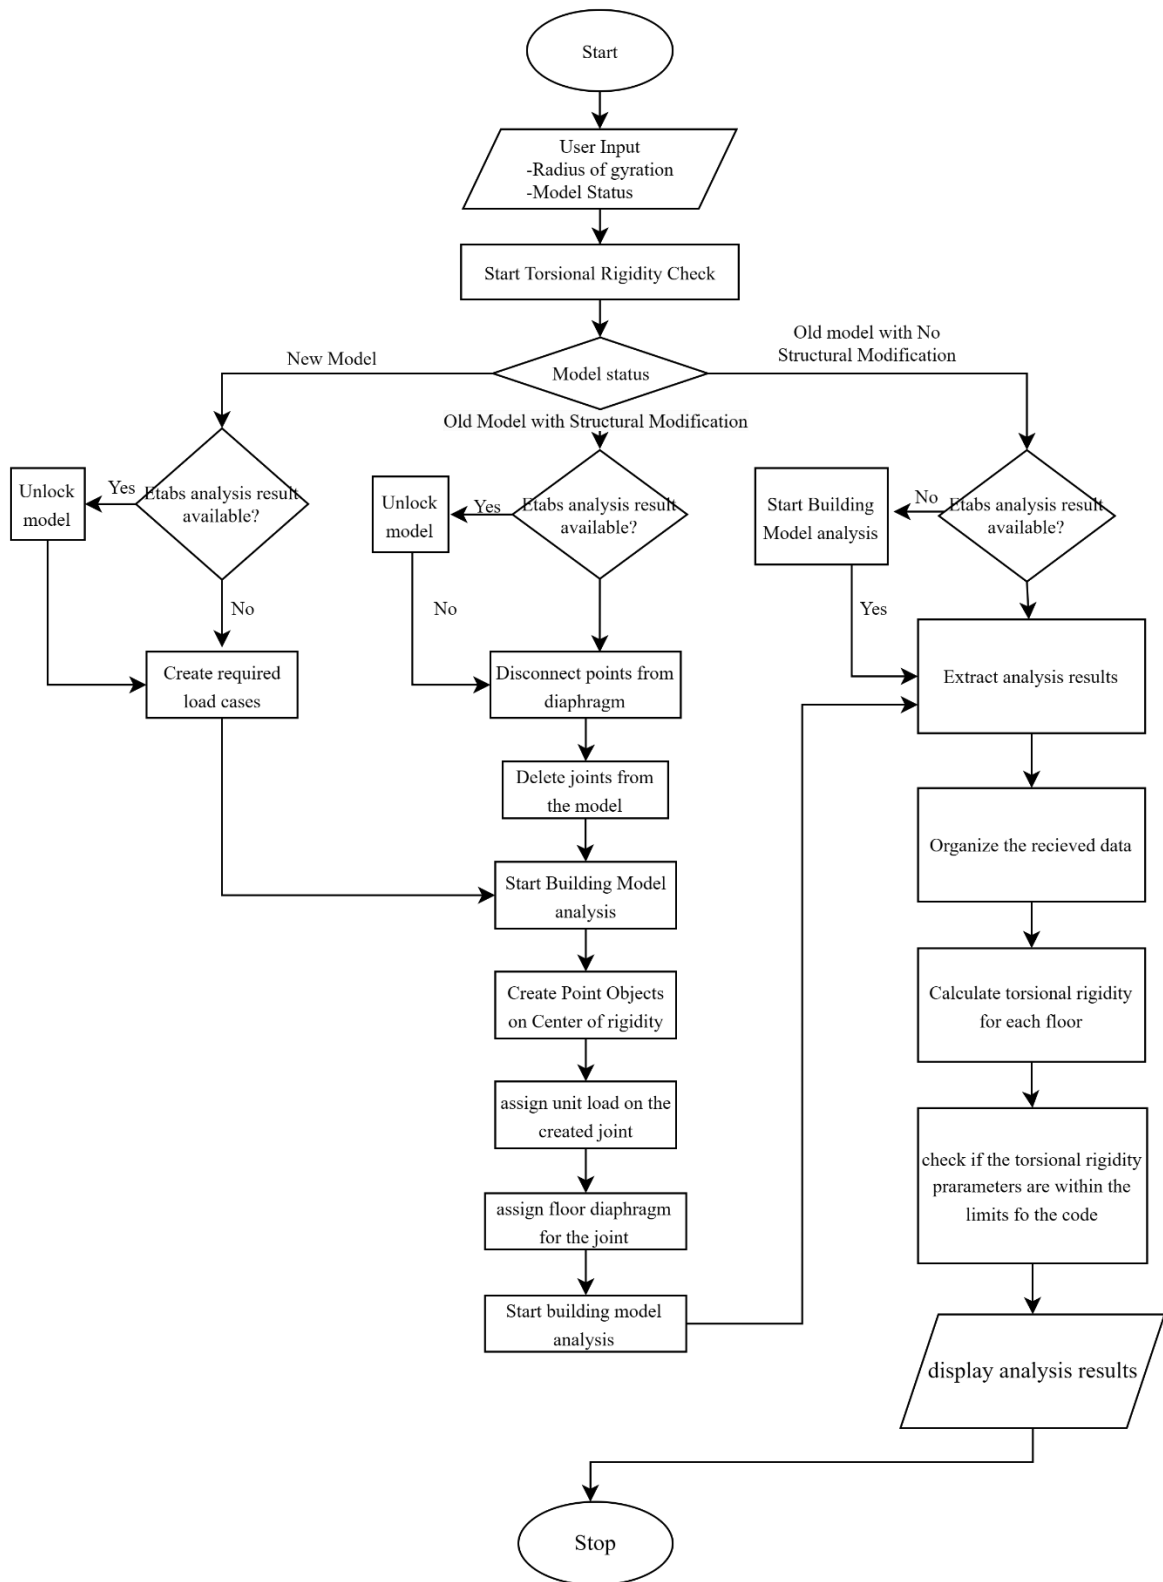 Start
User Input
-Radius of gyration
-Model Status
Start Torsional Rigidity Check
Model status
New Model
Old model with No
Structural Modification
Old Model with Structural Modification
Unlock
model
Yes
Etabs analysis result
available?
No
Create required
load cases
Unlock
model
Yes
Etabs analysis result
available?
No
Disconnect points from
diaphragm
Delete joints from
the model
Start Building Model
analysis
Create Point Objects
on Center of rigidity
assign unit load on the
created joint
assign floor diaphragm
for the joint
Start building model
analysis
Start Building
Model analysis
No
Etabs analysis result
available?
Yes
Extract analysis results
Organize the recieved data
Calculate torsional rigidity
for each floor
check if the torsional rigidity
prarameters are within the
limits fo the code
display analysis results
Stop